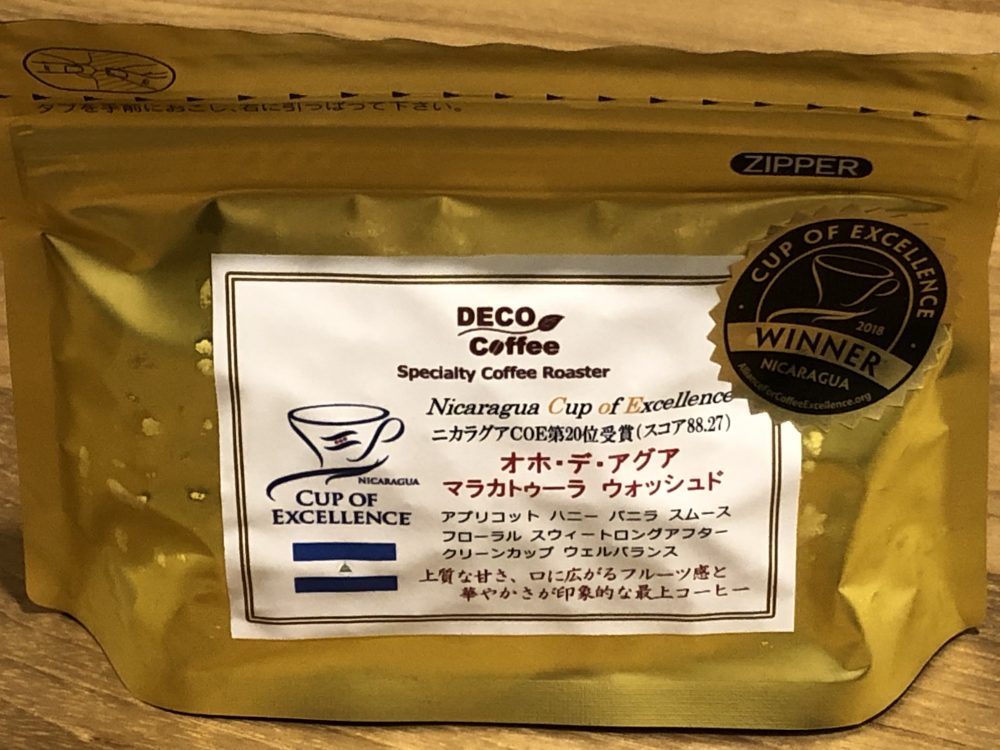 タブを手前におこし、右に引っぱって下さい。
ZIPPER
CUP OF EXCELLENCE
2018
WINNER
NICARAGUA
AllianceForCoffeeExcellence.org
DECO
Coffee
Specialty Coffee Roaster
Nicaragua Cup of Excellence
ニカラグアCOE第20位受賞(スコア88.27)
オホ・デ・アグア
マラカトゥーラ ウォッシュド
NICARAGUA
CUP OF
EXCELLENCE
アプリコット ハニー バニラ スムース
フローラル スウィートロングアフター
クリーンカップ ウェルバランス
上質な甘さ、口に広がるフルーツ感と
華やかさが印象的な最上コーヒー